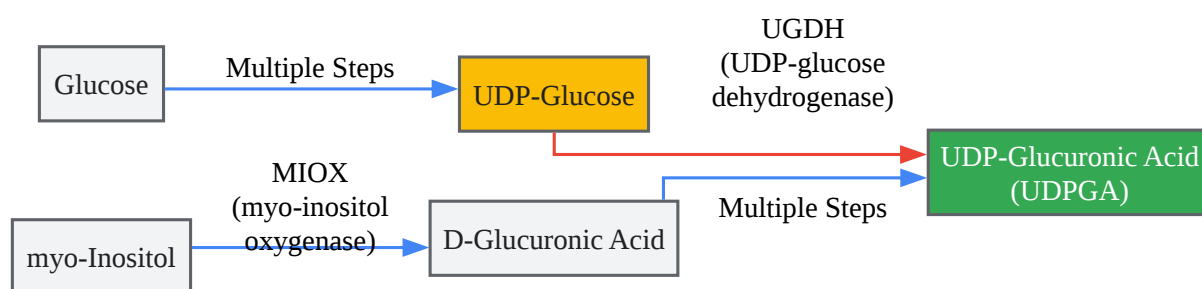 Glucose
Multiple Steps
UDP-Glucose
UGDH
(UDP-glucose
dehydrogenase)
UDP-Glucuronic Acid
(UDPGA)
myo-Inositol
MIOX
(myo-inositol
oxygenase)
D-Glucuronic Acid
Multiple Steps